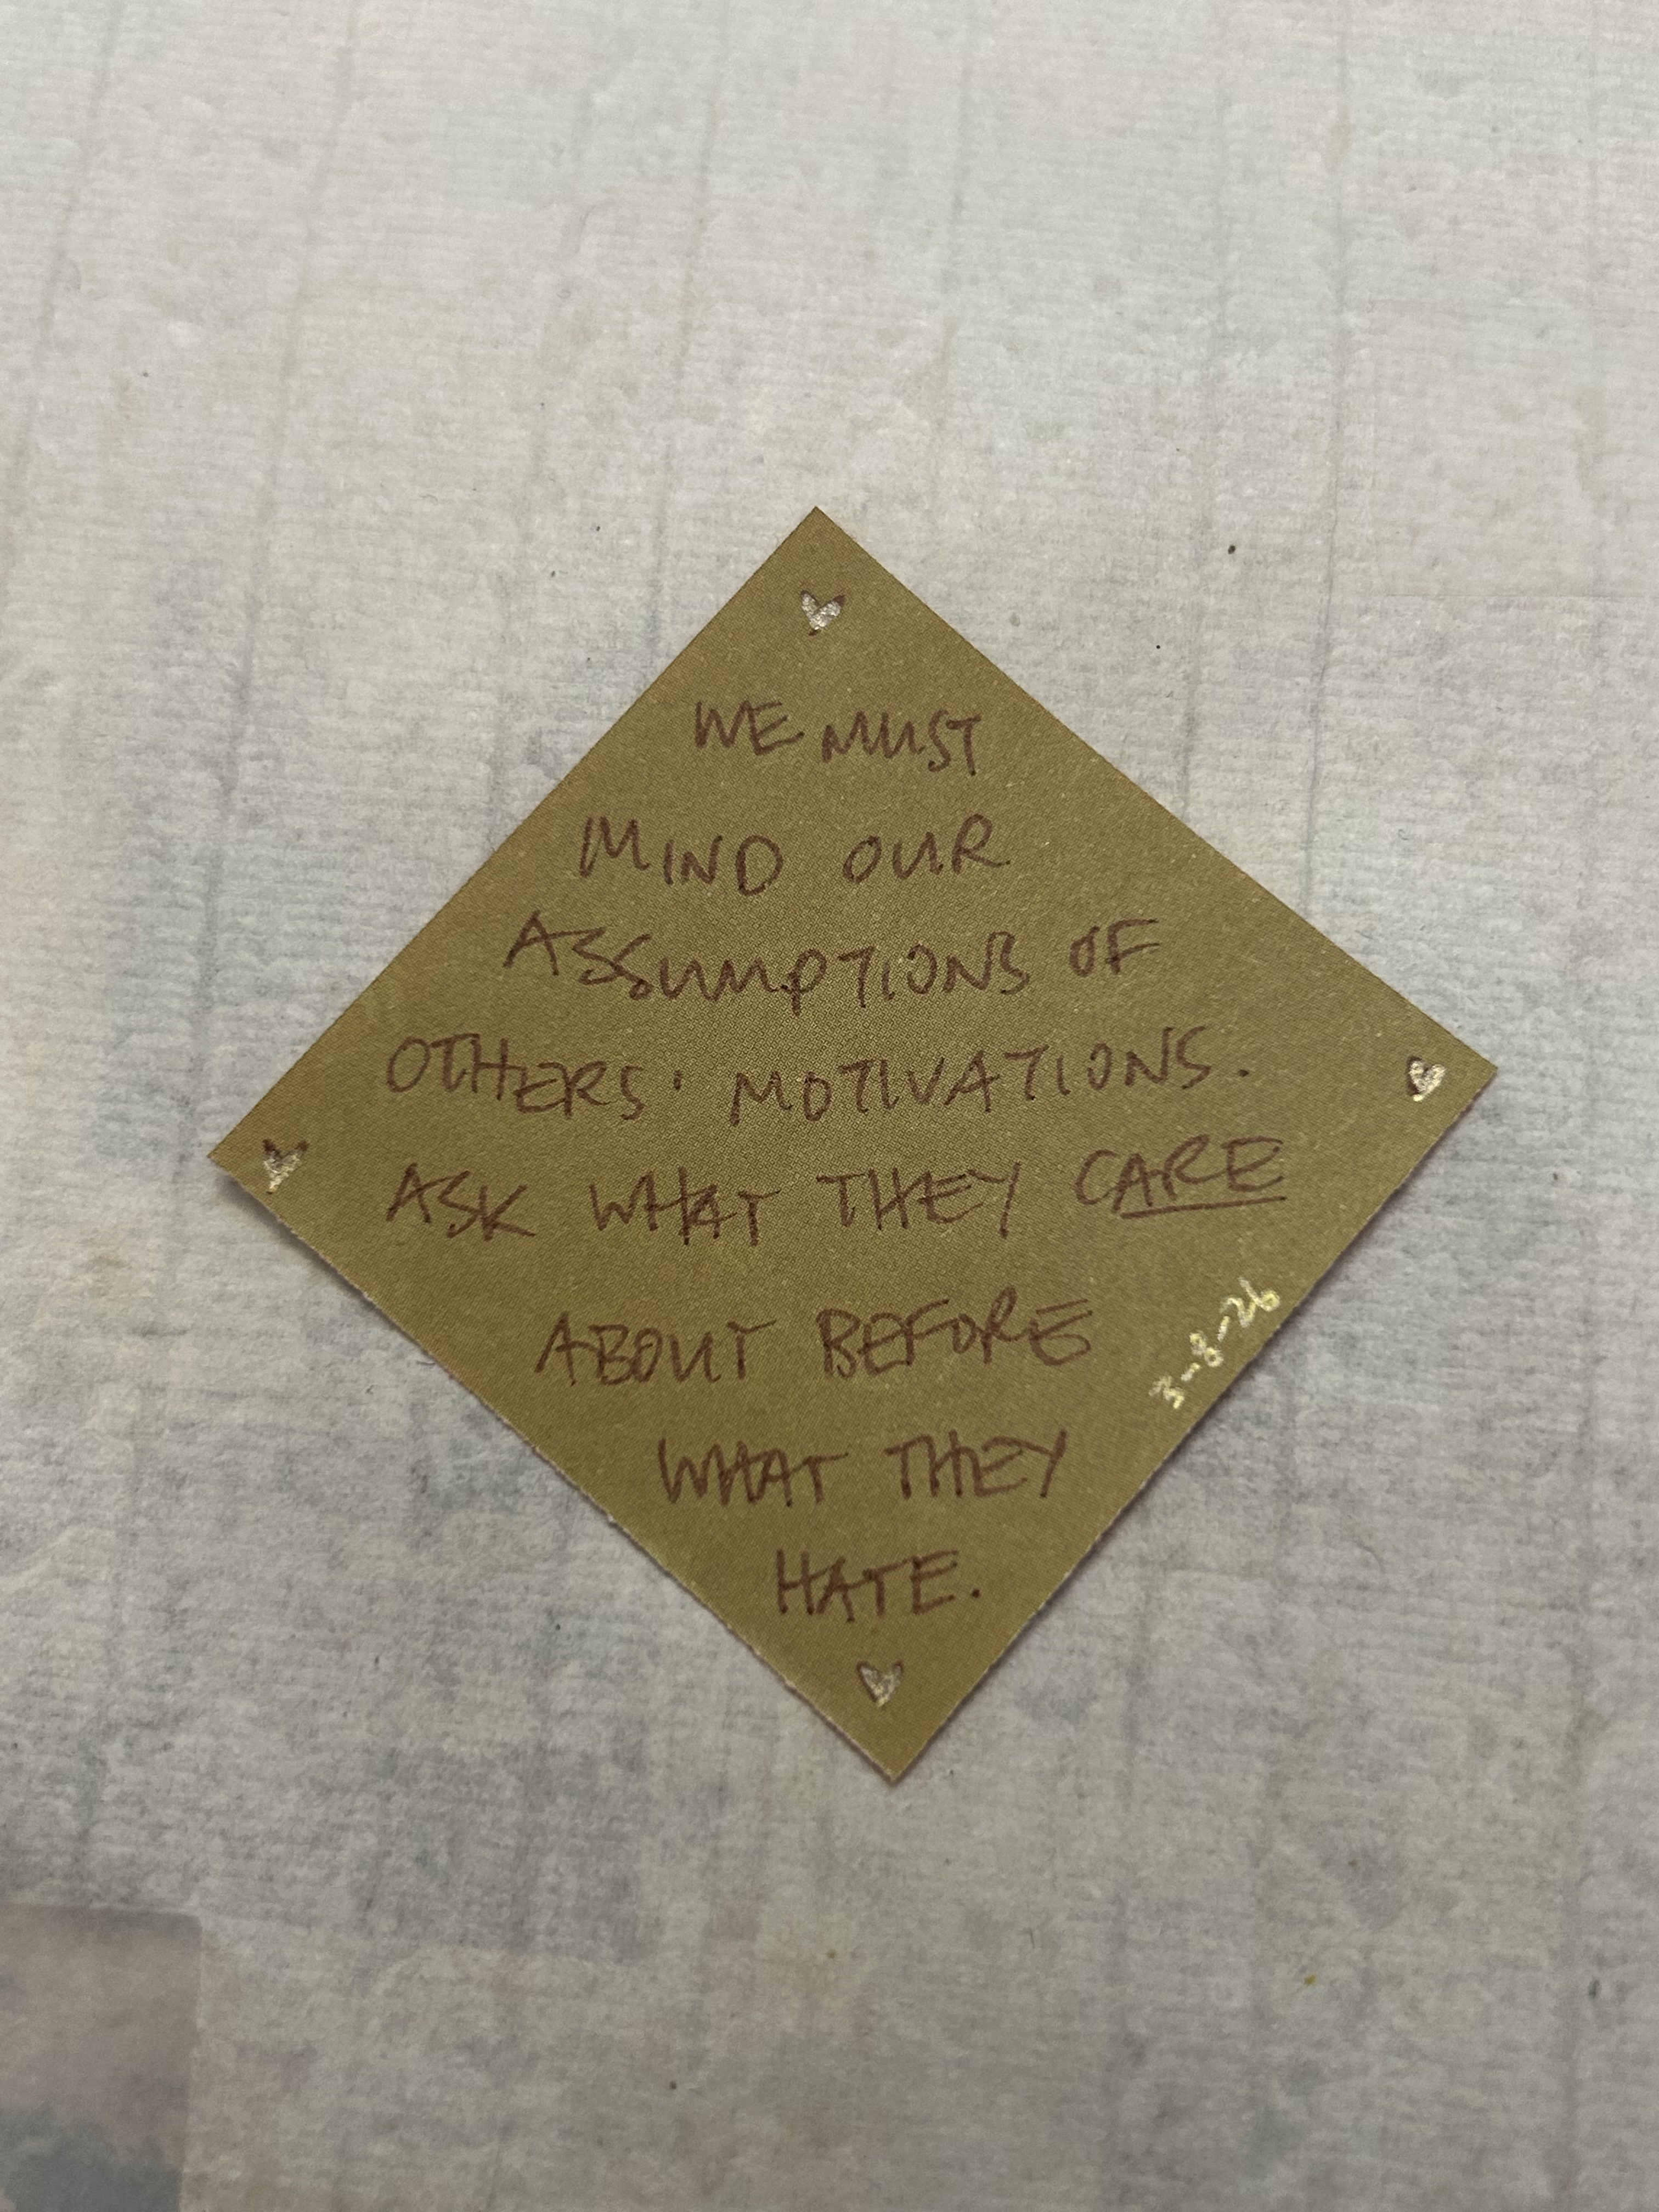 WE MUST
MIND OUR
ASSUMPTIONS OF
OTHERS' MOTIVATIONS.
ASK WHAT THEY CARE
ABOUT BEFORE
WHAT THEY
HATE.
3-8-26